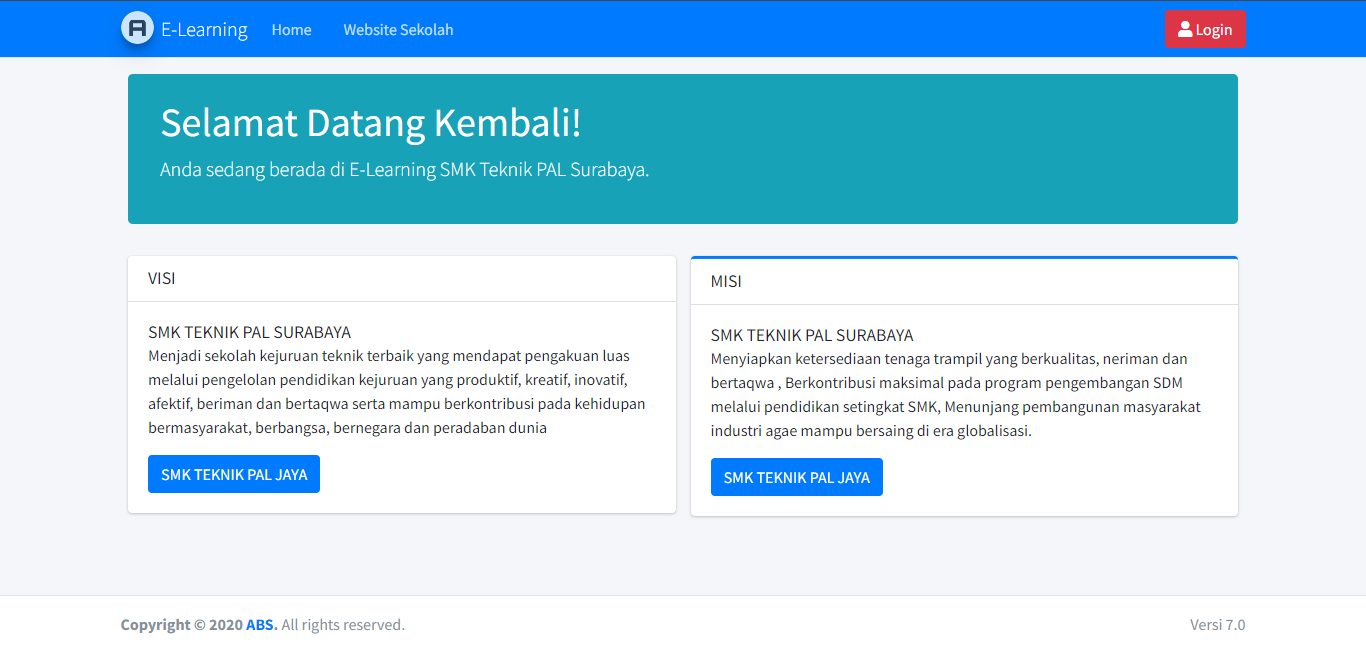 E-Learning Home Website Sekolah Login
Selamat Datang Kembali!
Anda sedang berada di E-Learning SMK Teknik PAL Surabaya.
VISI
SMK TEKNIK PAL SURABAYA
Menjadi sekolah kejuruan teknik terbaik yang mendapat pengakuan luas
melalui pengelolan pendidikan kejuruan yang produktif, kreatif, inovatif,
afektif, beriman dan bertaqwa serta mampu berkontribusi pada kehidupan
bermasyarakat, berbangsa, bernegara dan peradaban dunia
SMK TEKNIK PAL JAYA
MISI
SMK TEKNIK PAL SURABAYA
Menyiapkan ketersediaan tenaga trampil yang berkualitas, neriman dan
bertaqwa , Berkontribusi maksimal pada program pengembangan SDM
melalui pendidikan setingkat SMK, Menunjang pembangunan masyarakat
industri agae mampu bersaing di era globalisasi.
SMK TEKNIK PAL JAYA
Copyright © 2020 ABS. All rights reserved. Versi 7.0